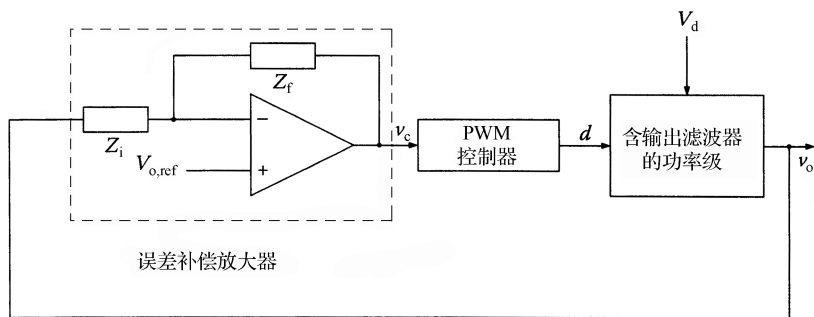 V_d
Z_f
Z_i
−
+
V_o,ref
v_c
PWM
控制器
d
含输出滤波器
的功率级
v_o
误差补偿放大器